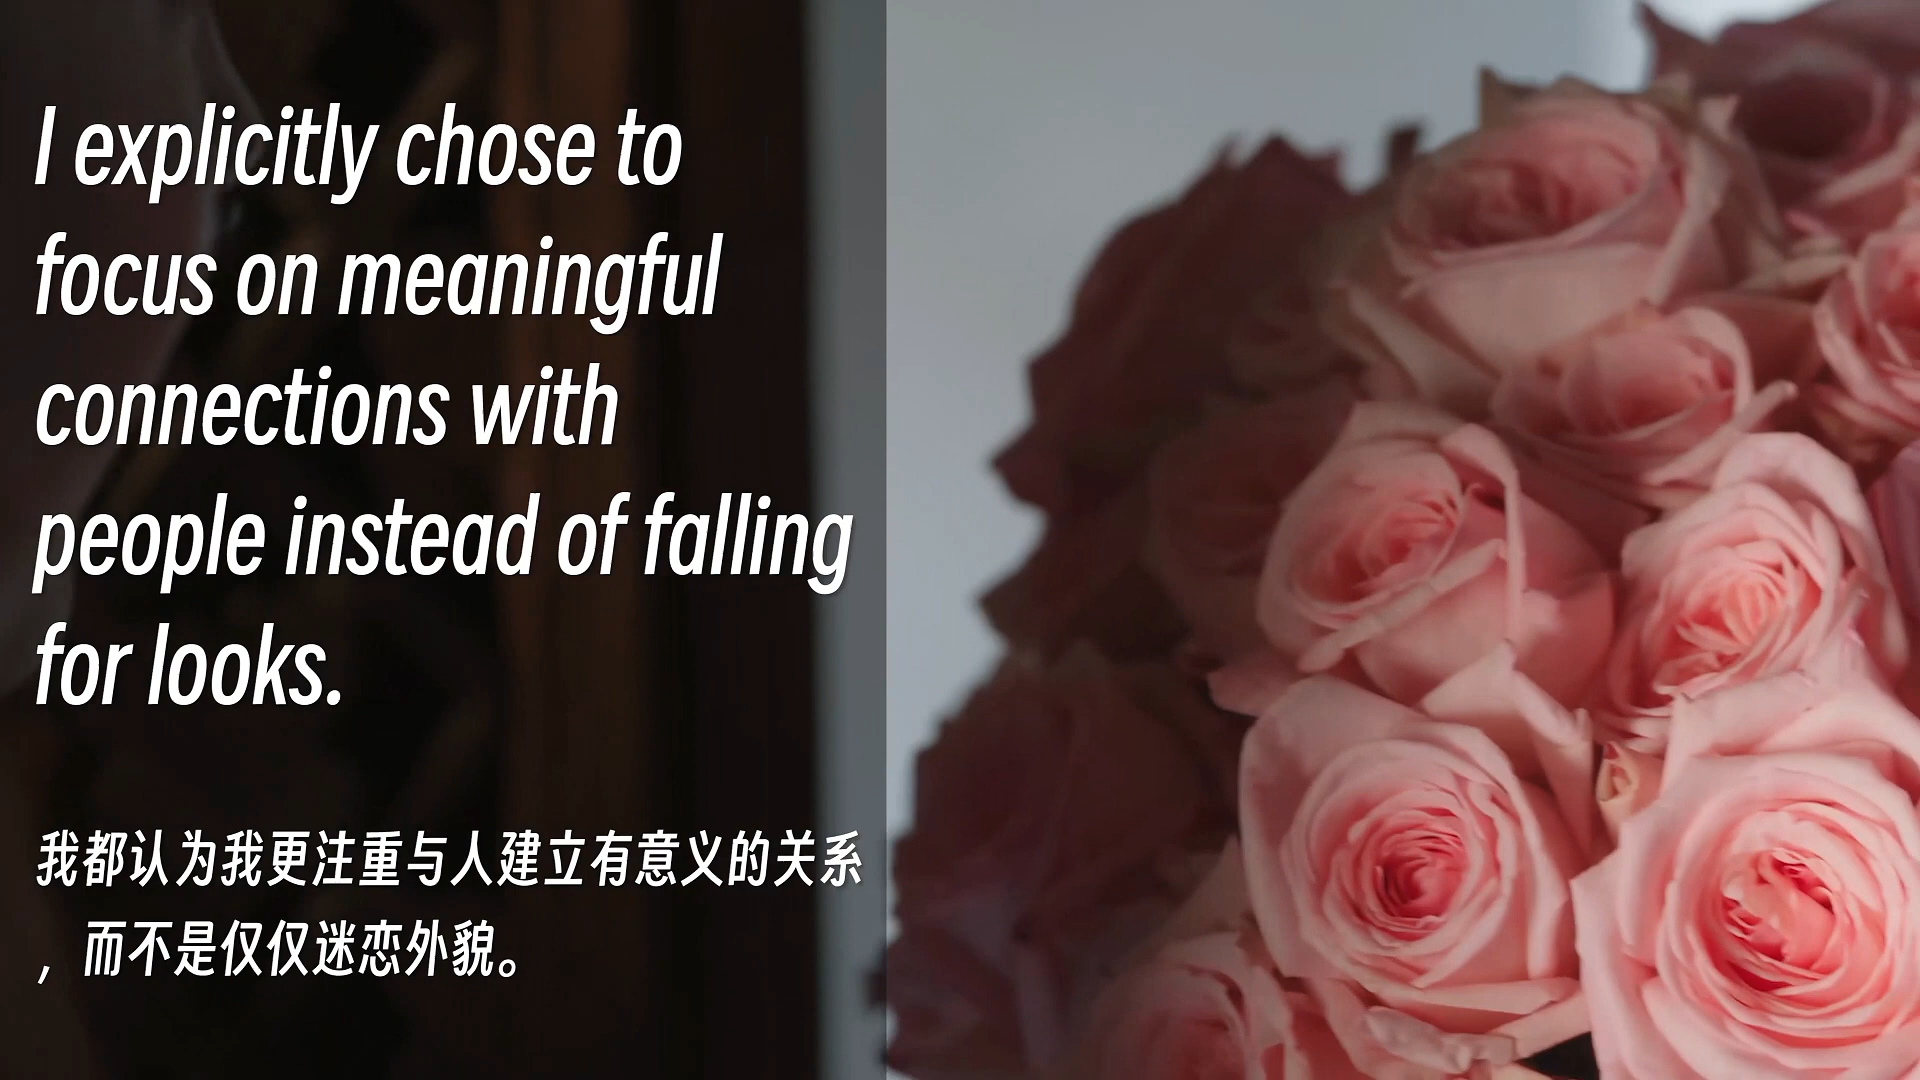 I explicitly chose to
focus on meaningful
connections with
people instead of falling
for looks.
我都认为我更注重与人建立有意义的关系
，而不是仅仅迷恋外貌。